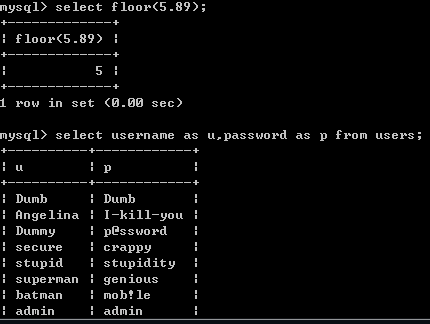 mysql> select floor(5.89);
+-------------+
| floor(5.89) |
+-------------+
|           5 |
+-------------+
1 row in set (0.00 sec)
mysql> select username as u,password as p from users;
+----------+------------+
| u        | p          |
+----------+------------+
| Dumb     | Dumb       |
| Angelina | I-kill-you |
| Dummy    | p@ssword   |
| secure   | crappy     |
| stupid   | stupidity  |
| superman | genious    |
| batman   | mob!le     |
| admin    | admin      |